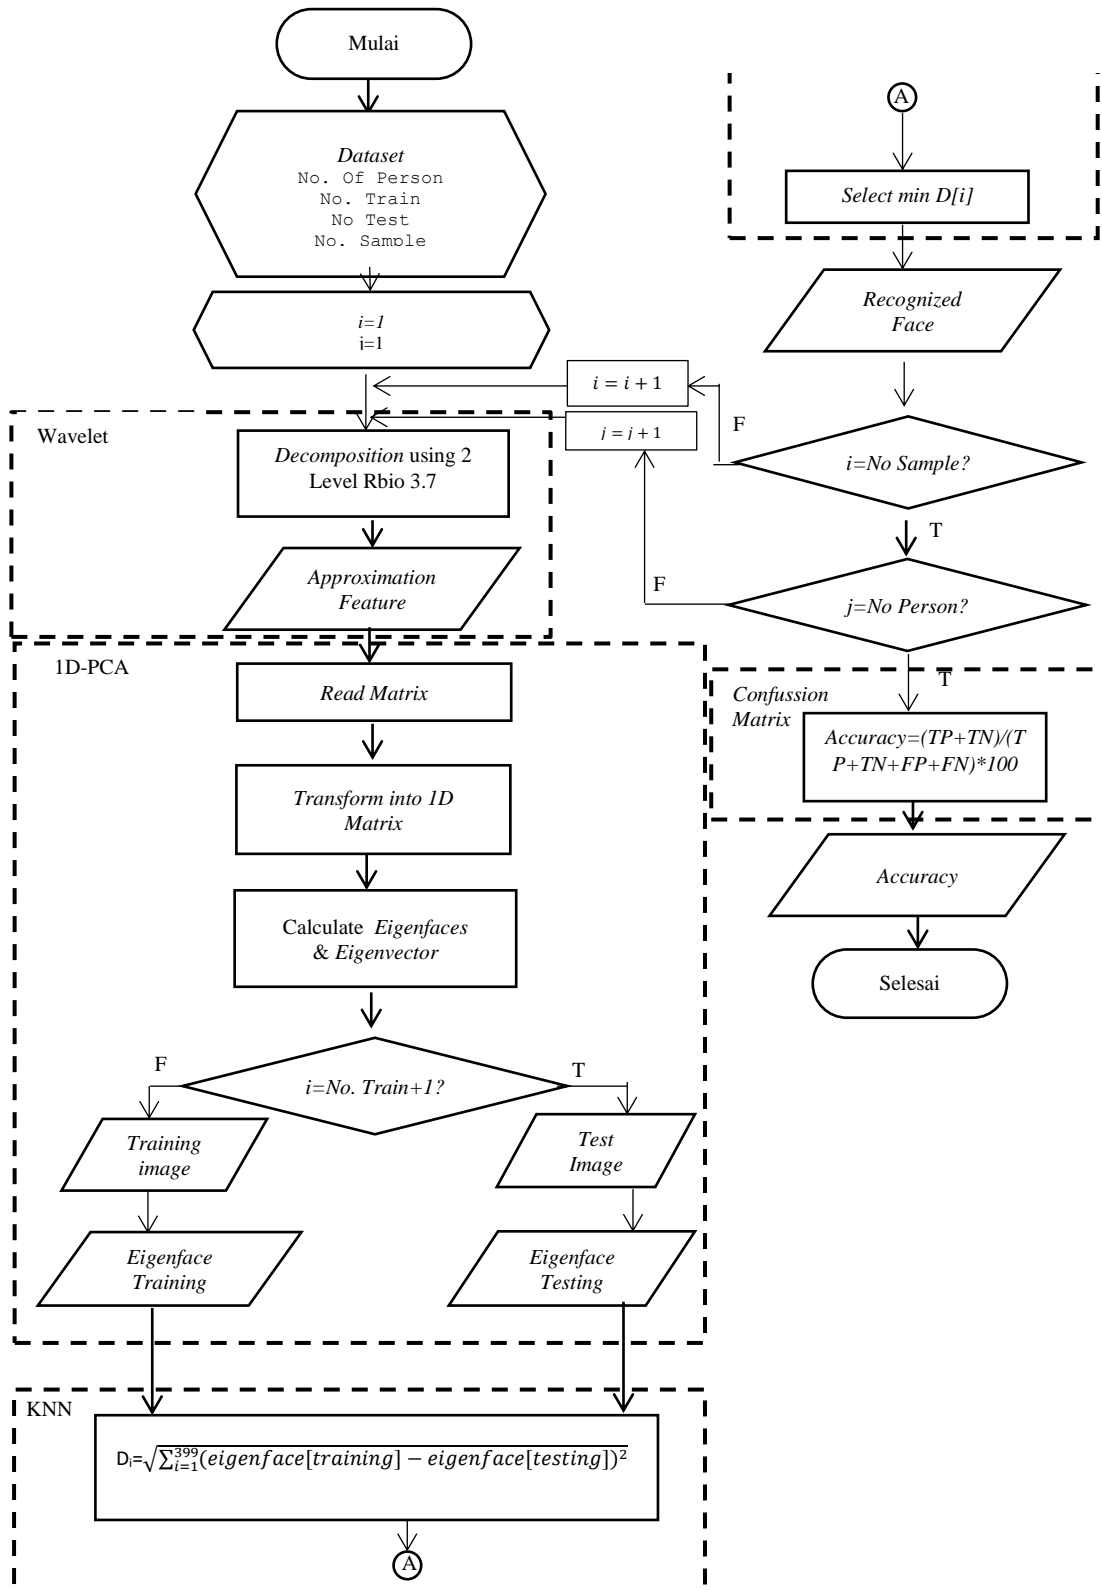 Mulai
Dataset
No. Of Person
No. Train
No Test
No. Sample
i=1
j=1
Wavelet
Decomposition using 2
Level Rbio 3.7
Approximation
Feature
1D-PCA
Read Matrix
Transform into 1D
Matrix
Calculate Eigenfaces
& Eigenvector
i=No. Train+1?
F
T
Training
image
Test
Image
Eigenface
Training
Eigenface
Testing
KNN
Dᵢ=√∑³⁹⁹ᵢ₌₁(eigenface[training] − eigenface[testing])²
A
A
Select min D[i]
Recognized
Face
i = i + 1
F
j = j + 1
i=No Sample?
T
F
j=No Person?
T
Confussion
Matrix
Accuracy=(TP+TN)/(T
P+TN+FP+FN)*100
Accuracy
Selesai